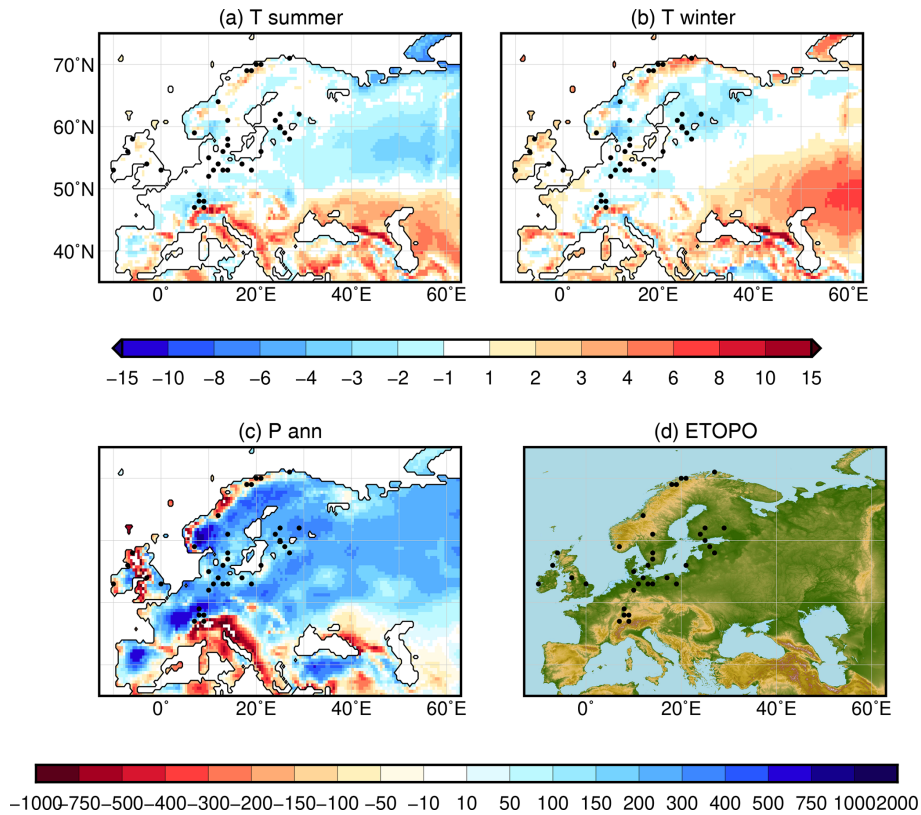 (a) T summer (b) T winter
70˚N
60˚N
50˚N
40˚N
0˚ 20˚E 40˚E 60˚E 0˚ 20˚E 40˚E 60˚E
−15 −10 −8 −6 −4 −3 −2 −1 1 2 3 4 6 8 10 15
(c) P ann (d) ETOPO
0˚ 20˚E 40˚E 60˚E 0˚ 20˚E 40˚E 60˚E
−1000 −750 −500 −400 −300 −200 −150 −100 −50 −10 10 50 100 150 200 300 400 500 750 1000 2000